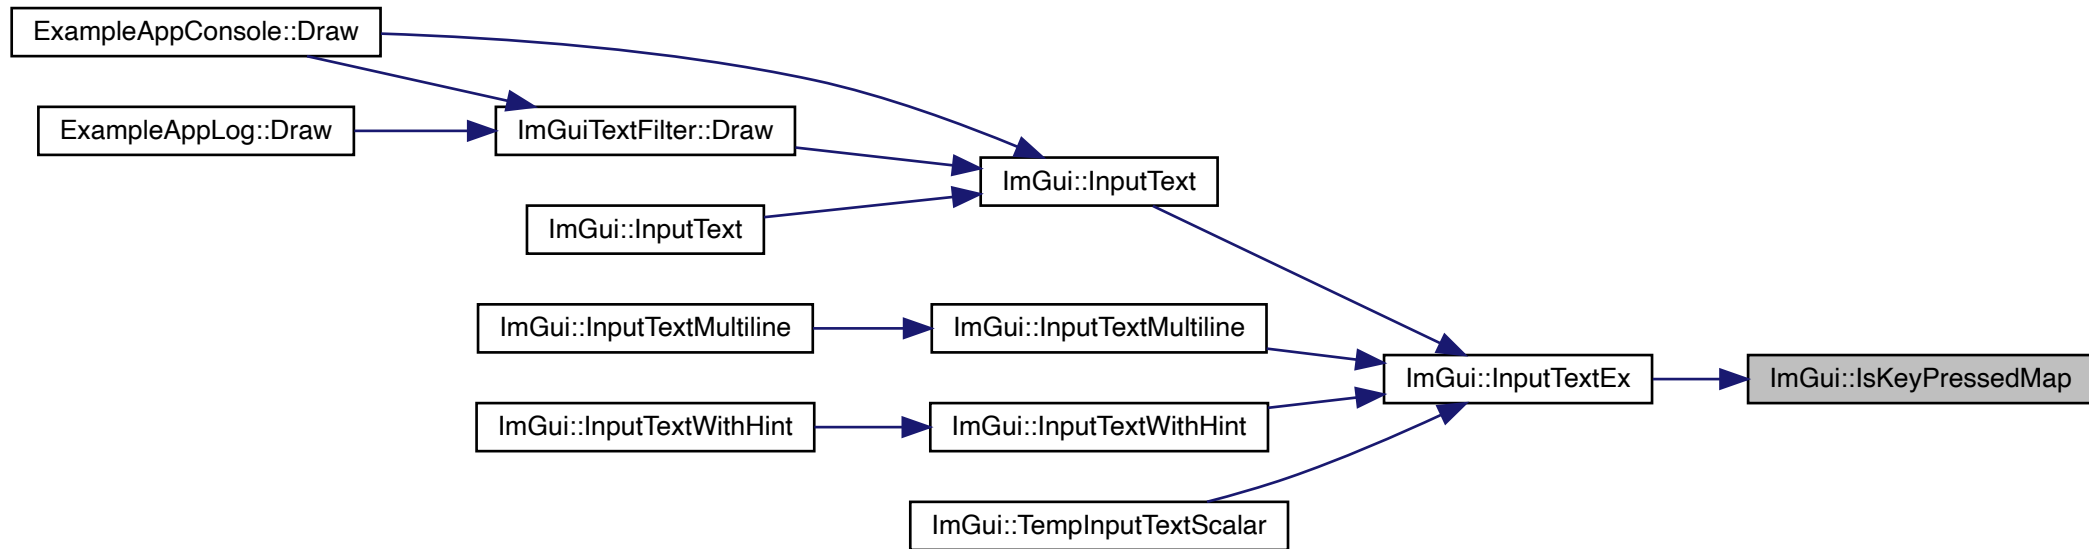 ExampleAppConsole::Draw
ExampleAppLog::Draw
ImGuiTextFilter::Draw
ImGui::InputText
ImGui::InputText
ImGui::InputTextMultiline
ImGui::InputTextMultiline
ImGui::InputTextEx
ImGui::IsKeyPressedMap
ImGui::InputTextWithHint
ImGui::InputTextWithHint
ImGui::TempInputTextScalar